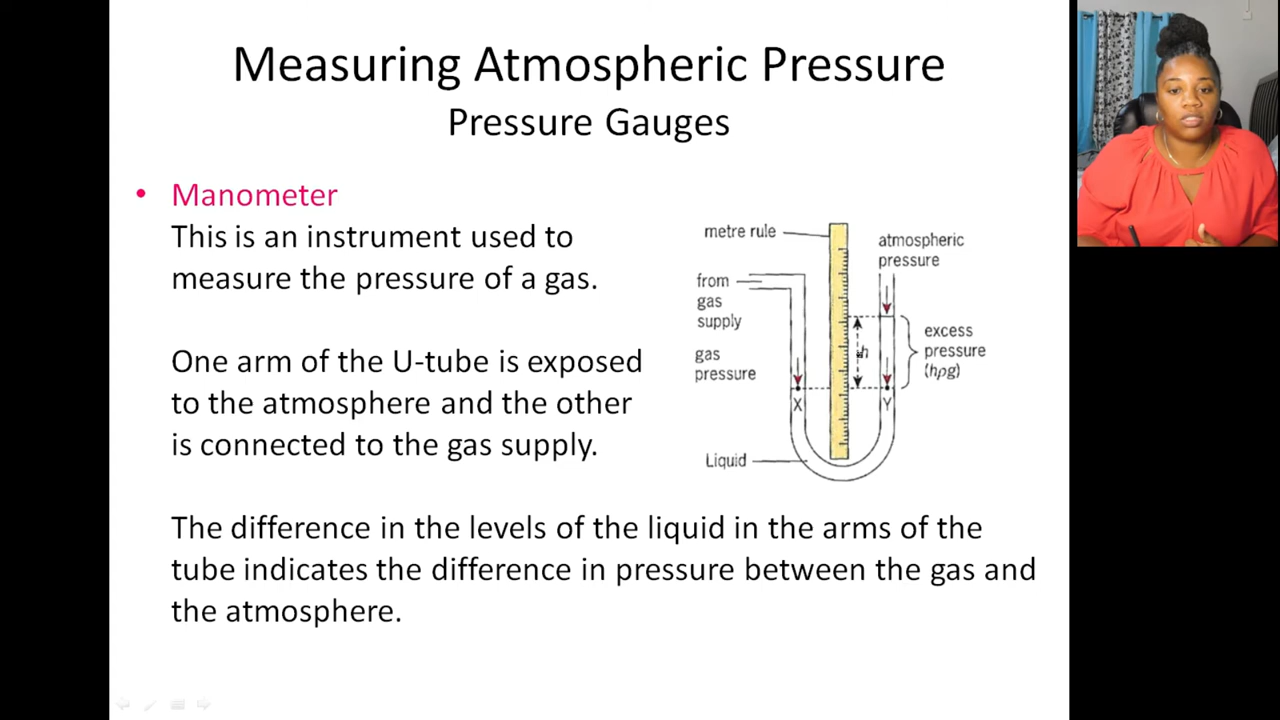 Measuring Atmospheric Pressure
Pressure Gauges
• Manometer
This is an instrument used to
measure the pressure of a gas.
One arm of the U-tube is exposed
to the atmosphere and the other
is connected to the gas supply.
The difference in the levels of the liquid in the arms of the
tube indicates the difference in pressure between the gas and
the atmosphere.
metre rule
from
gas
supply
gas
pressure
X
Liquid
atmospheric
pressure
h
Y
excess
pressure
(hρg)